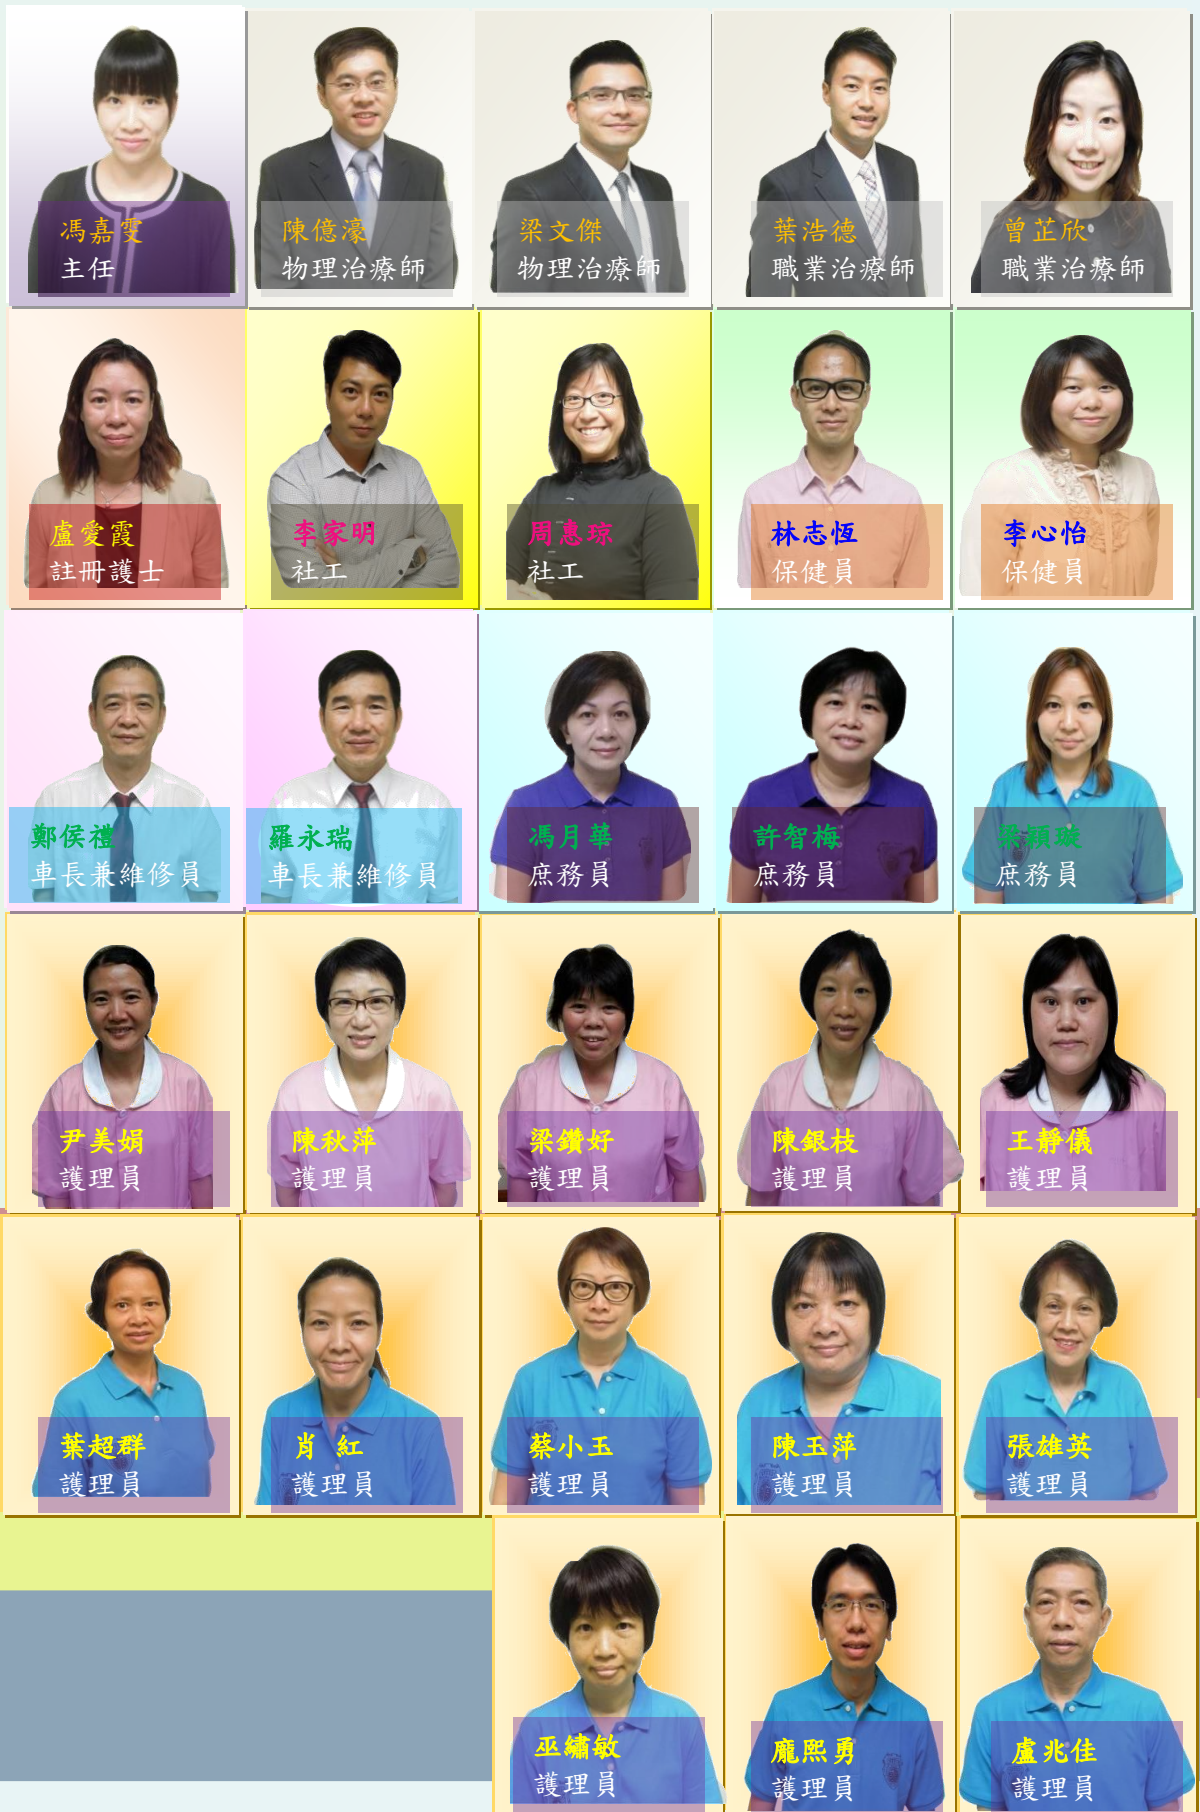 馮嘉雯
主任
陳億濠
物理治療師
梁文傑
物理治療師
葉浩德
職業治療師
曾芷欣
職業治療師
盧愛霞
註冊護士
李家明
社工
周惠琼
社工
林志恆
保健員
李心怡
保健員
鄭侯禮
車長兼維修員
羅永瑞
車長兼維修員
馮月華
庶務員
許智梅
庶務員
梁穎璇
庶務員
尹美娟
護理員
陳秋萍
護理員
梁鑽好
護理員
陳銀枝
護理員
王靜儀
護理員
葉超群
護理員
肖 紅
護理員
蔡小玉
護理員
陳玉萍
護理員
張雄英
護理員
巫繡敏
護理員
龐熙勇
護理員
盧兆佳
護理員